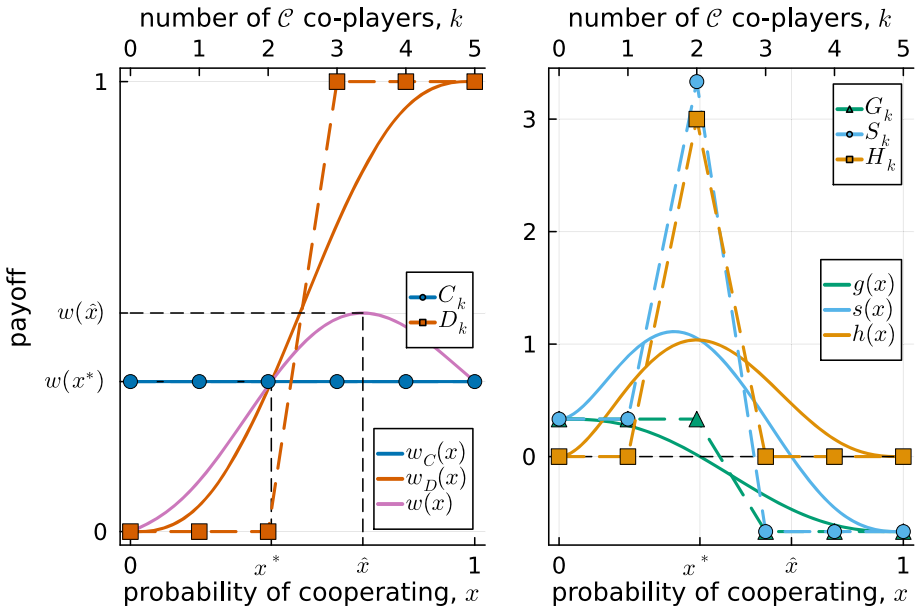 number of 𝒞 co-players, k
0 1 2 3 4 5
payoff
1
w(x̂)
w(x*)
0
C_k
D_k
w_C(x)
w_D(x)
w(x)
0 x* x̂ 1
probability of cooperating, x
number of 𝒞 co-players, k
0 1 2 3 4 5
3
2
1
0
G_k
S_k
H_k
g(x)
s(x)
h(x)
0 x* x̂ 1
probability of cooperating, x